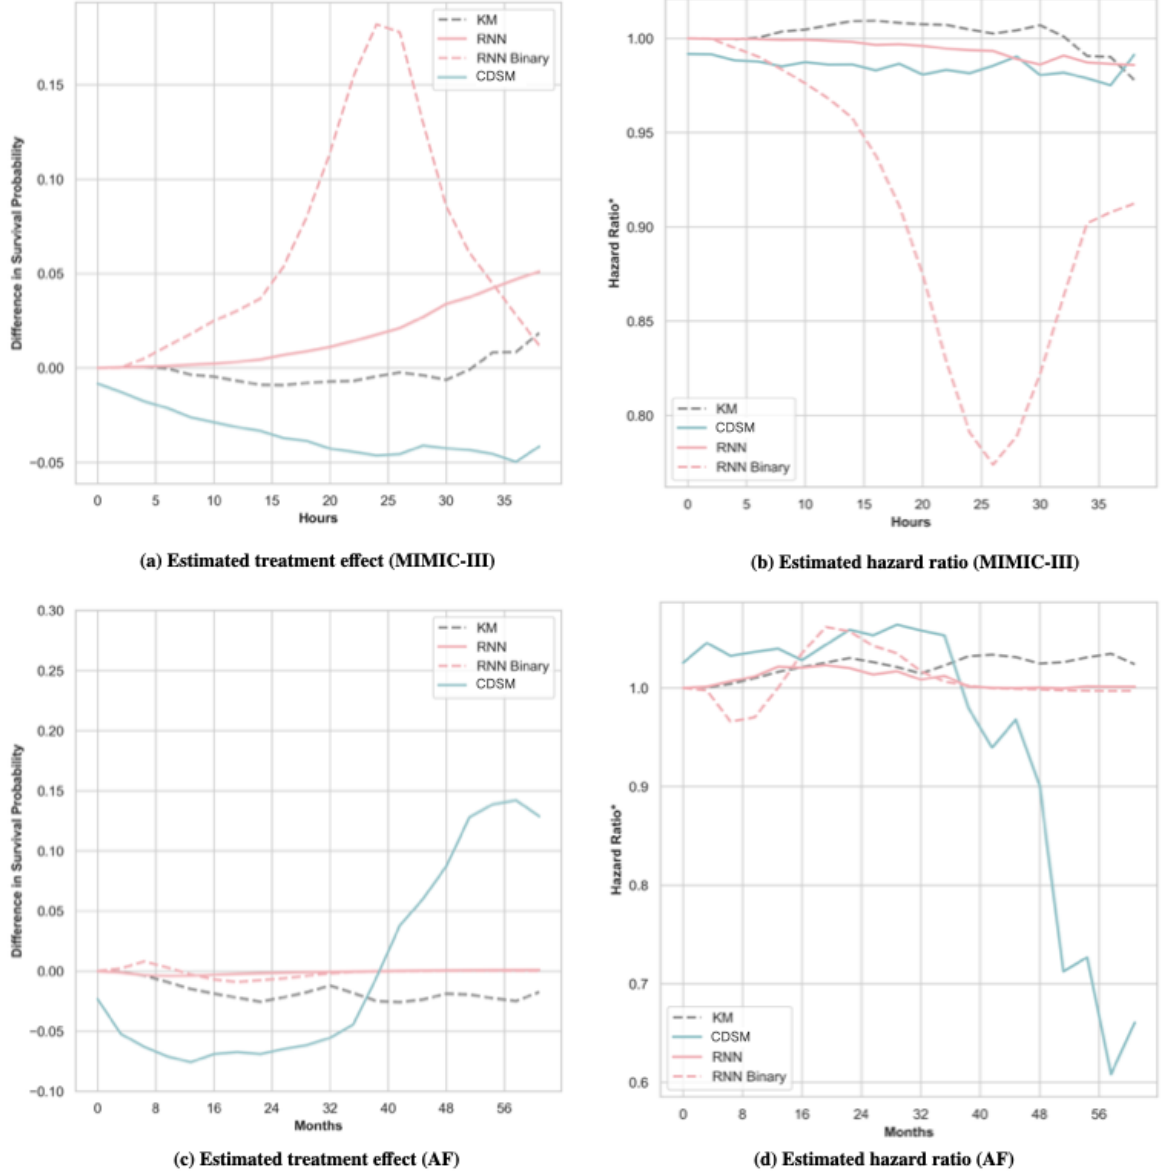 KM
RNN
RNN Binary
CDSM
0.15
0.10
0.05
0.00
−0.05
Difference in Survival Probability
0 5 10 15 20 25 30 35
Hours
(a) Estimated treatment effect (MIMIC-III)
1.00
0.95
0.90
0.85
0.80
Hazard Ratio*
KM
CDSM
RNN
RNN Binary
0 5 10 15 20 25 30 35
Hours
(b) Estimated hazard ratio (MIMIC-III)
0.30
0.25
0.20
0.15
0.10
0.05
0.00
−0.05
−0.10
Difference in Survival Probability
KM
RNN
RNN Binary
CDSM
0 8 16 24 32 40 48 56
Months
(c) Estimated treatment effect (AF)
1.0
0.9
0.8
0.7
0.6
Hazard Ratio*
KM
CDSM
RNN
RNN Binary
0 8 16 24 32 40 48 56
Months
(d) Estimated hazard ratio (AF)